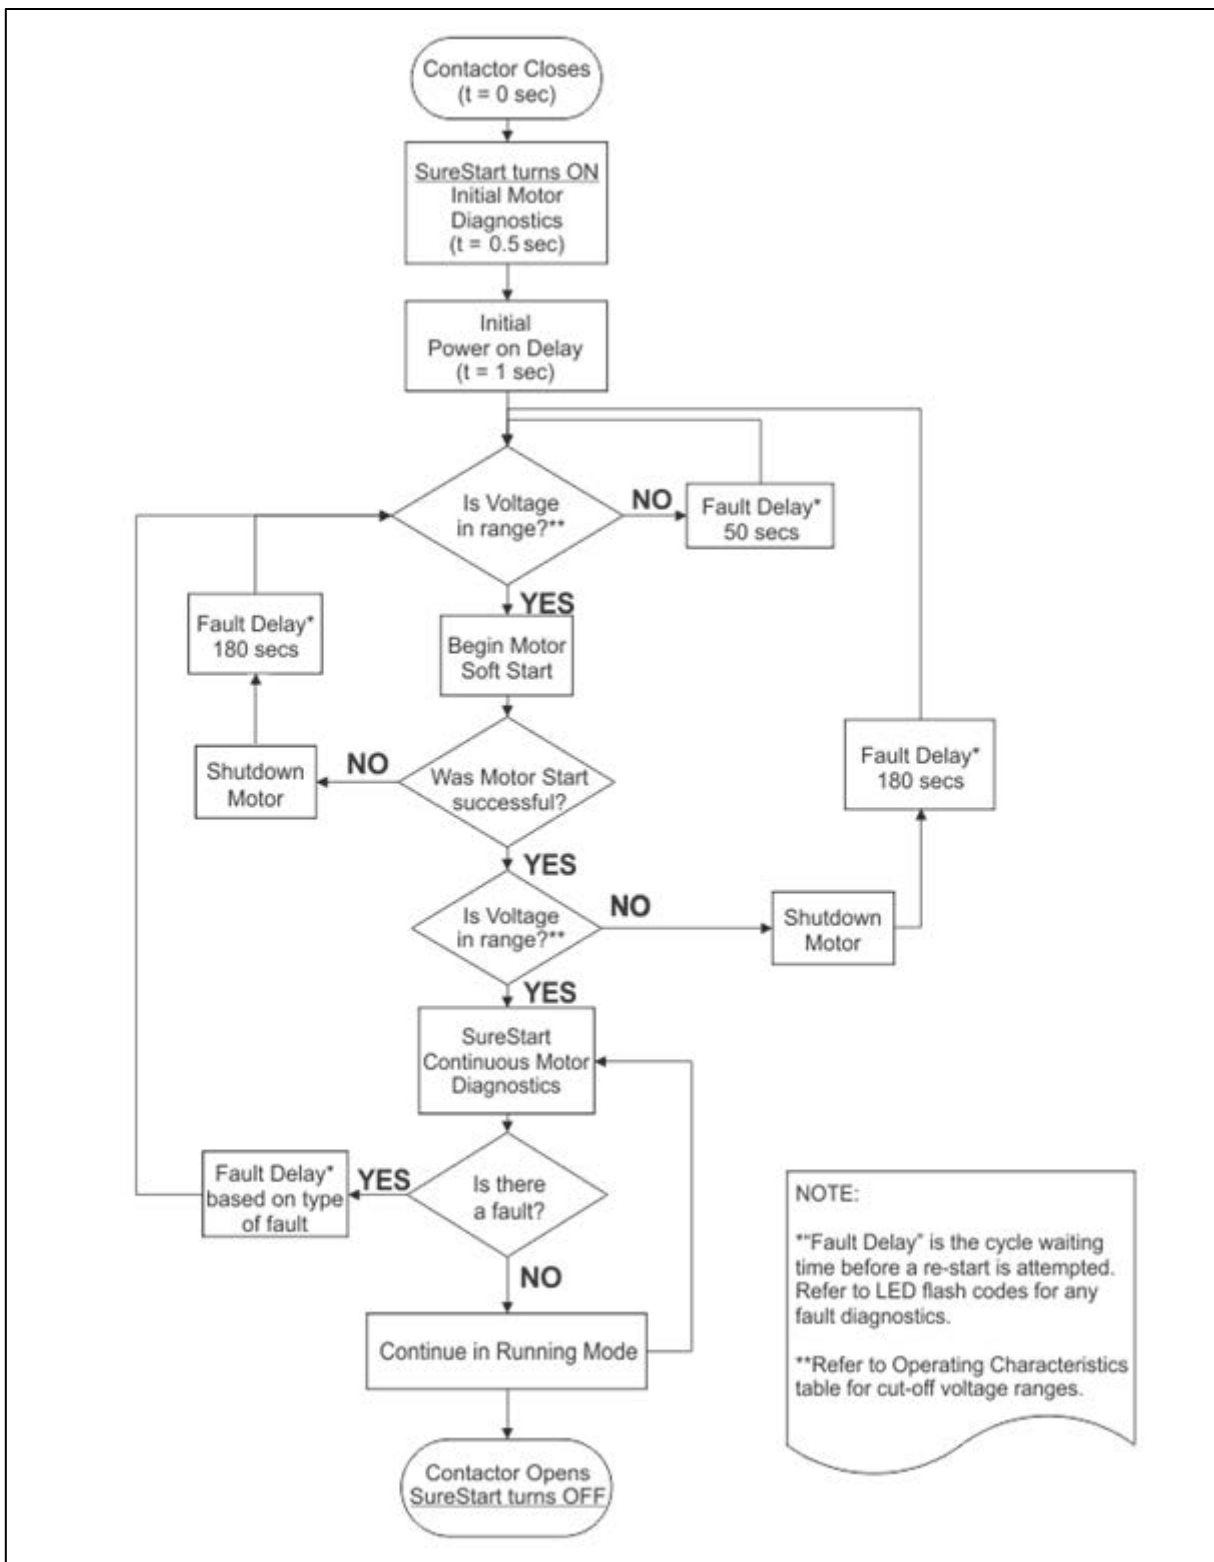 Contactor Closes
(t = 0 sec)
SureStart turns ON
Initial Motor
Diagnostics
(t = 0.5 sec)
Initial
Power on Delay
(t = 1 sec)
Is Voltage
in range?**
NO
Fault Delay*
50 secs
YES
Fault Delay*
180 secs
Begin Motor
Soft Start
Shutdown
Motor
NO
Was Motor Start
successful?
Fault Delay*
180 secs
YES
Is Voltage
in range?**
NO
Shutdown
Motor
YES
SureStart
Continuous Motor
Diagnostics
Fault Delay*
based on type
of fault
YES
Is there
a fault?
NO
Continue in Running Mode
Contactor Opens
SureStart turns OFF
NOTE:
*“Fault Delay” is the cycle waiting
time before a re-start is attempted.
Refer to LED flash codes for any
fault diagnostics.
**Refer to Operating Characteristics
table for cut-off voltage ranges.